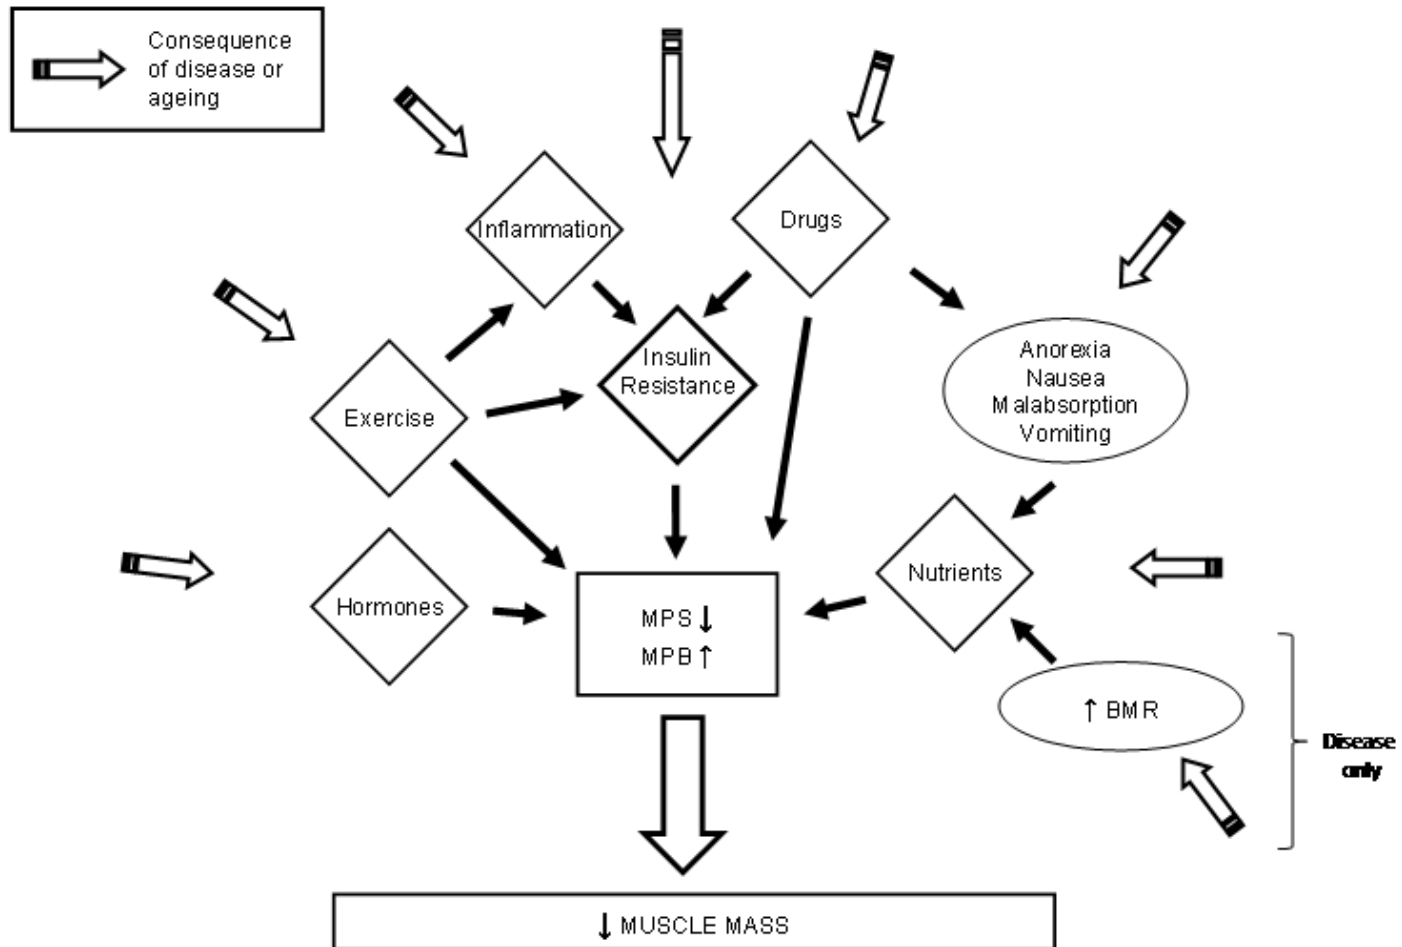 Consequence
of disease or
ageing
Inflammation
Drugs
Insulin
Resistance
Anorexia
Nausea
Malabsorption
Vomiting
Exercise
Hormones
Nutrients
MPS ↓
MPB ↑
↑ BMR
Disease
only
↓ MUSCLE MASS